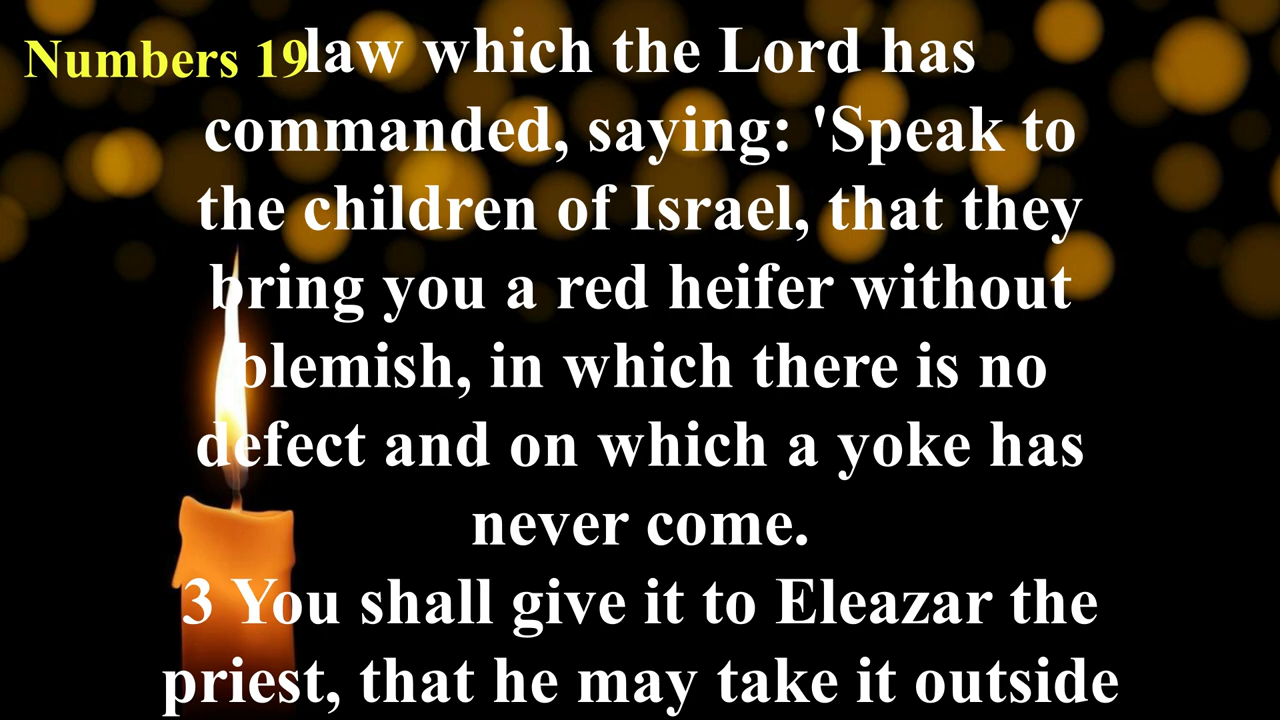 Numbers 19
law which the Lord has
commanded, saying: 'Speak to
the children of Israel, that they
bring you a red heifer without
blemish, in which there is no
defect and on which a yoke has
never come.
3 You shall give it to Eleazar the
priest, that he may take it outside